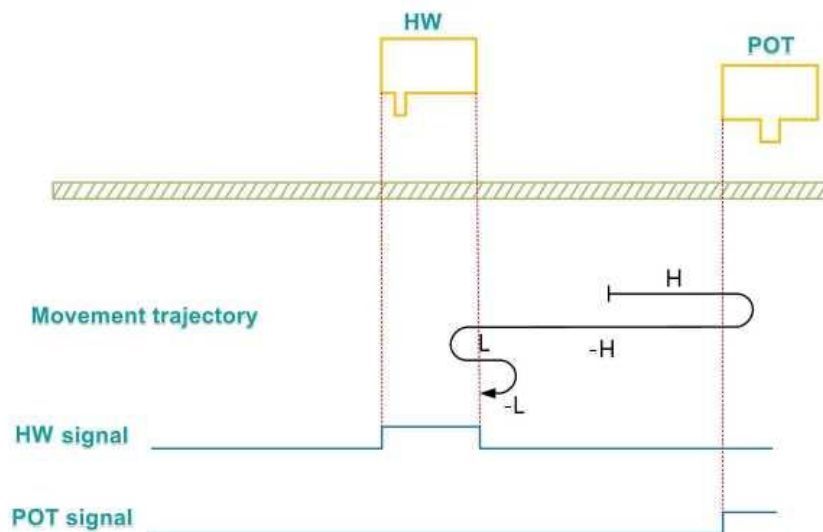 HW
POT
H
Movement trajectory
L
-H
-L
HW signal
POT signal